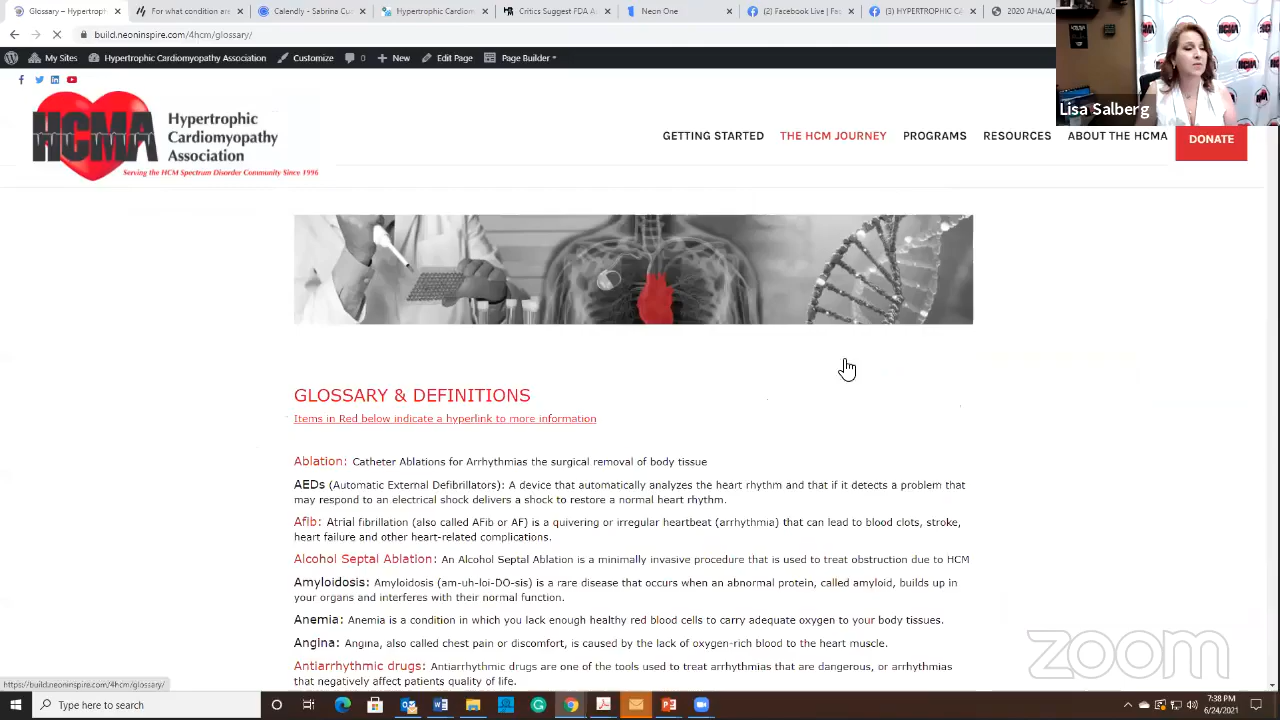 Glossary – Hypertrophic Ca
For what condition are you n
Calendly - Sabrina Cuddy
Hypertrophic Cardiomyopath
Critics Suggest FDA Appro
Neon One
(2) Facebook Live | Facebo
(3) HYPERTROPHIC CARDI
2020 AHA/AC
build.neoninspire.com/4hcm/glossary/
My Sites
Hypertrophic Cardiomyopathy Association
Customize
0
New
Edit Page
Page Builder
HCMA
Hypertrophic
Cardiomyopathy
Association
Serving the HCM Spectrum Disorder Community Since 1996
GETTING STARTED
THE HCM JOURNEY
PROGRAMS
RESOURCES
ABOUT THE HCMA
DONATE
Lisa Salberg
GLOSSARY & DEFINITIONS
Items in Red below indicate a hyperlink to more information
Ablation: Catheter Ablations for Arrhythmias the surgical removal of body tissue
AEDs (Automatic External Defibrillators): A device that automatically analyzes the heart rhythm and that if it detects a problem that
may respond to an electrical shock delivers a shock to restore a normal heart rhythm.
Afib: Atrial fibrillation (also called AFib or AF) is a quivering or irregular heartbeat (arrhythmia) that can lead to blood clots, stroke,
heart failure and other heart-related complications.
Alcohol Septal Ablation: An Alcohol Septal Ablation is a minimally invasive procedure that is used to treat obstruction due to HCM
Amyloidosis: Amyloidosis (am-uh-loi-DO-sis) is a rare disease that occurs when an abnormal protein, called amyloid, builds up in
your organs and interferes with their normal function.
Anemia: Anemia is a condition in which you lack enough healthy red blood cells to carry adequate oxygen to your body tissues.
Angina: Angina, also called chest pain or discomfort, is caused by the lack of oxygen-rich blood to the heart muscle.
Antiarrhythmic drugs: Antiarrhythmic drugs are one of the tools used to treat arrhythmias that are dangerous, or arrhythmias
that negatively affect patients quality of life.
https://build.neoninspire.com/4hcm/glossary/
zoom
Type here to search
7:38 PM
6/24/2021